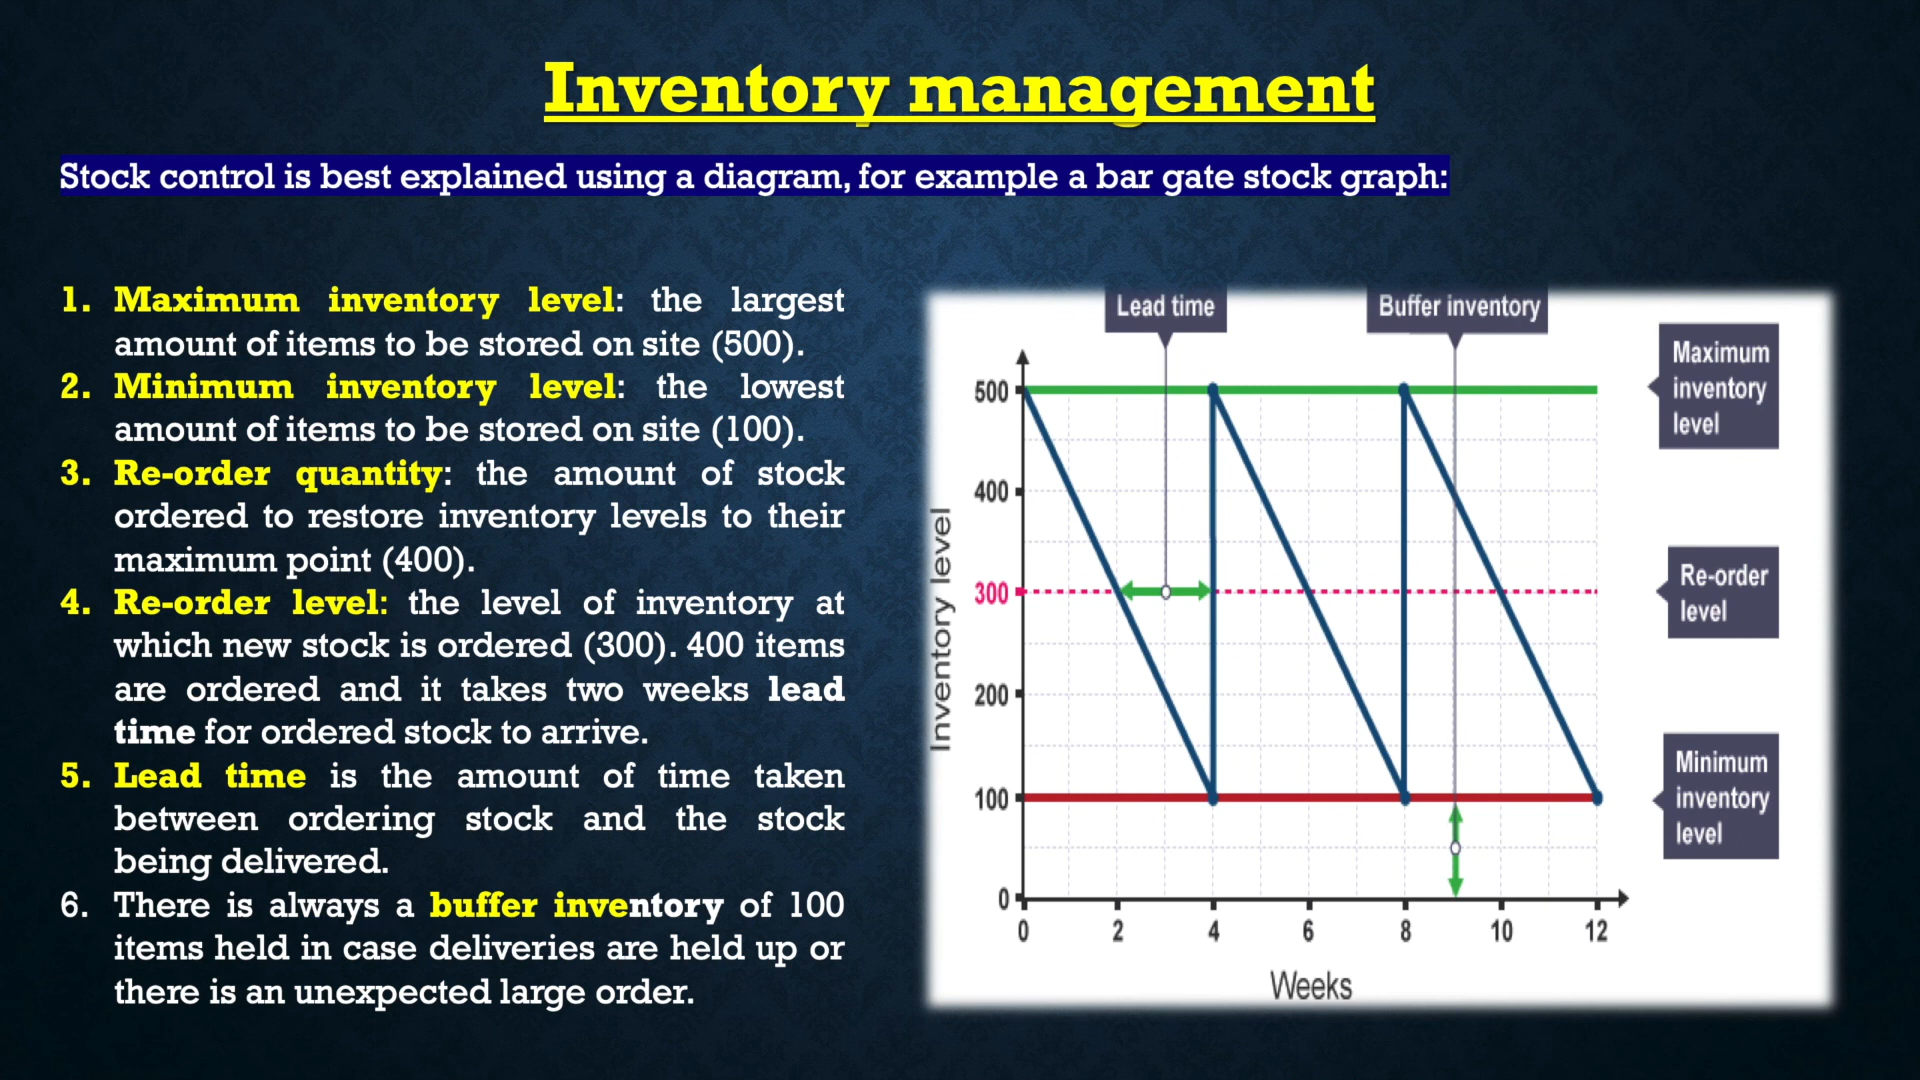 Inventory management
Stock control is best explained using a diagram, for example a bar gate stock graph:
1. Maximum inventory level: the largest
amount of items to be stored on site (500).
2. Minimum inventory level: the lowest
amount of items to be stored on site (100).
3. Re-order quantity: the amount of stock
ordered to restore inventory levels to their
maximum point (400).
4. Re-order level: the level of inventory at
which new stock is ordered (300). 400 items
are ordered and it takes two weeks lead
time for ordered stock to arrive.
5. Lead time is the amount of time taken
between ordering stock and the stock
being delivered.
6. There is always a buffer inventory of 100
items held in case deliveries are held up or
there is an unexpected large order.
Lead time
Buffer inventory
Maximum
inventory
level
Re-order
level
Minimum
inventory
level
Inventory level
500
400
300
200
100
0
0 2 4 6 8 10 12
Weeks